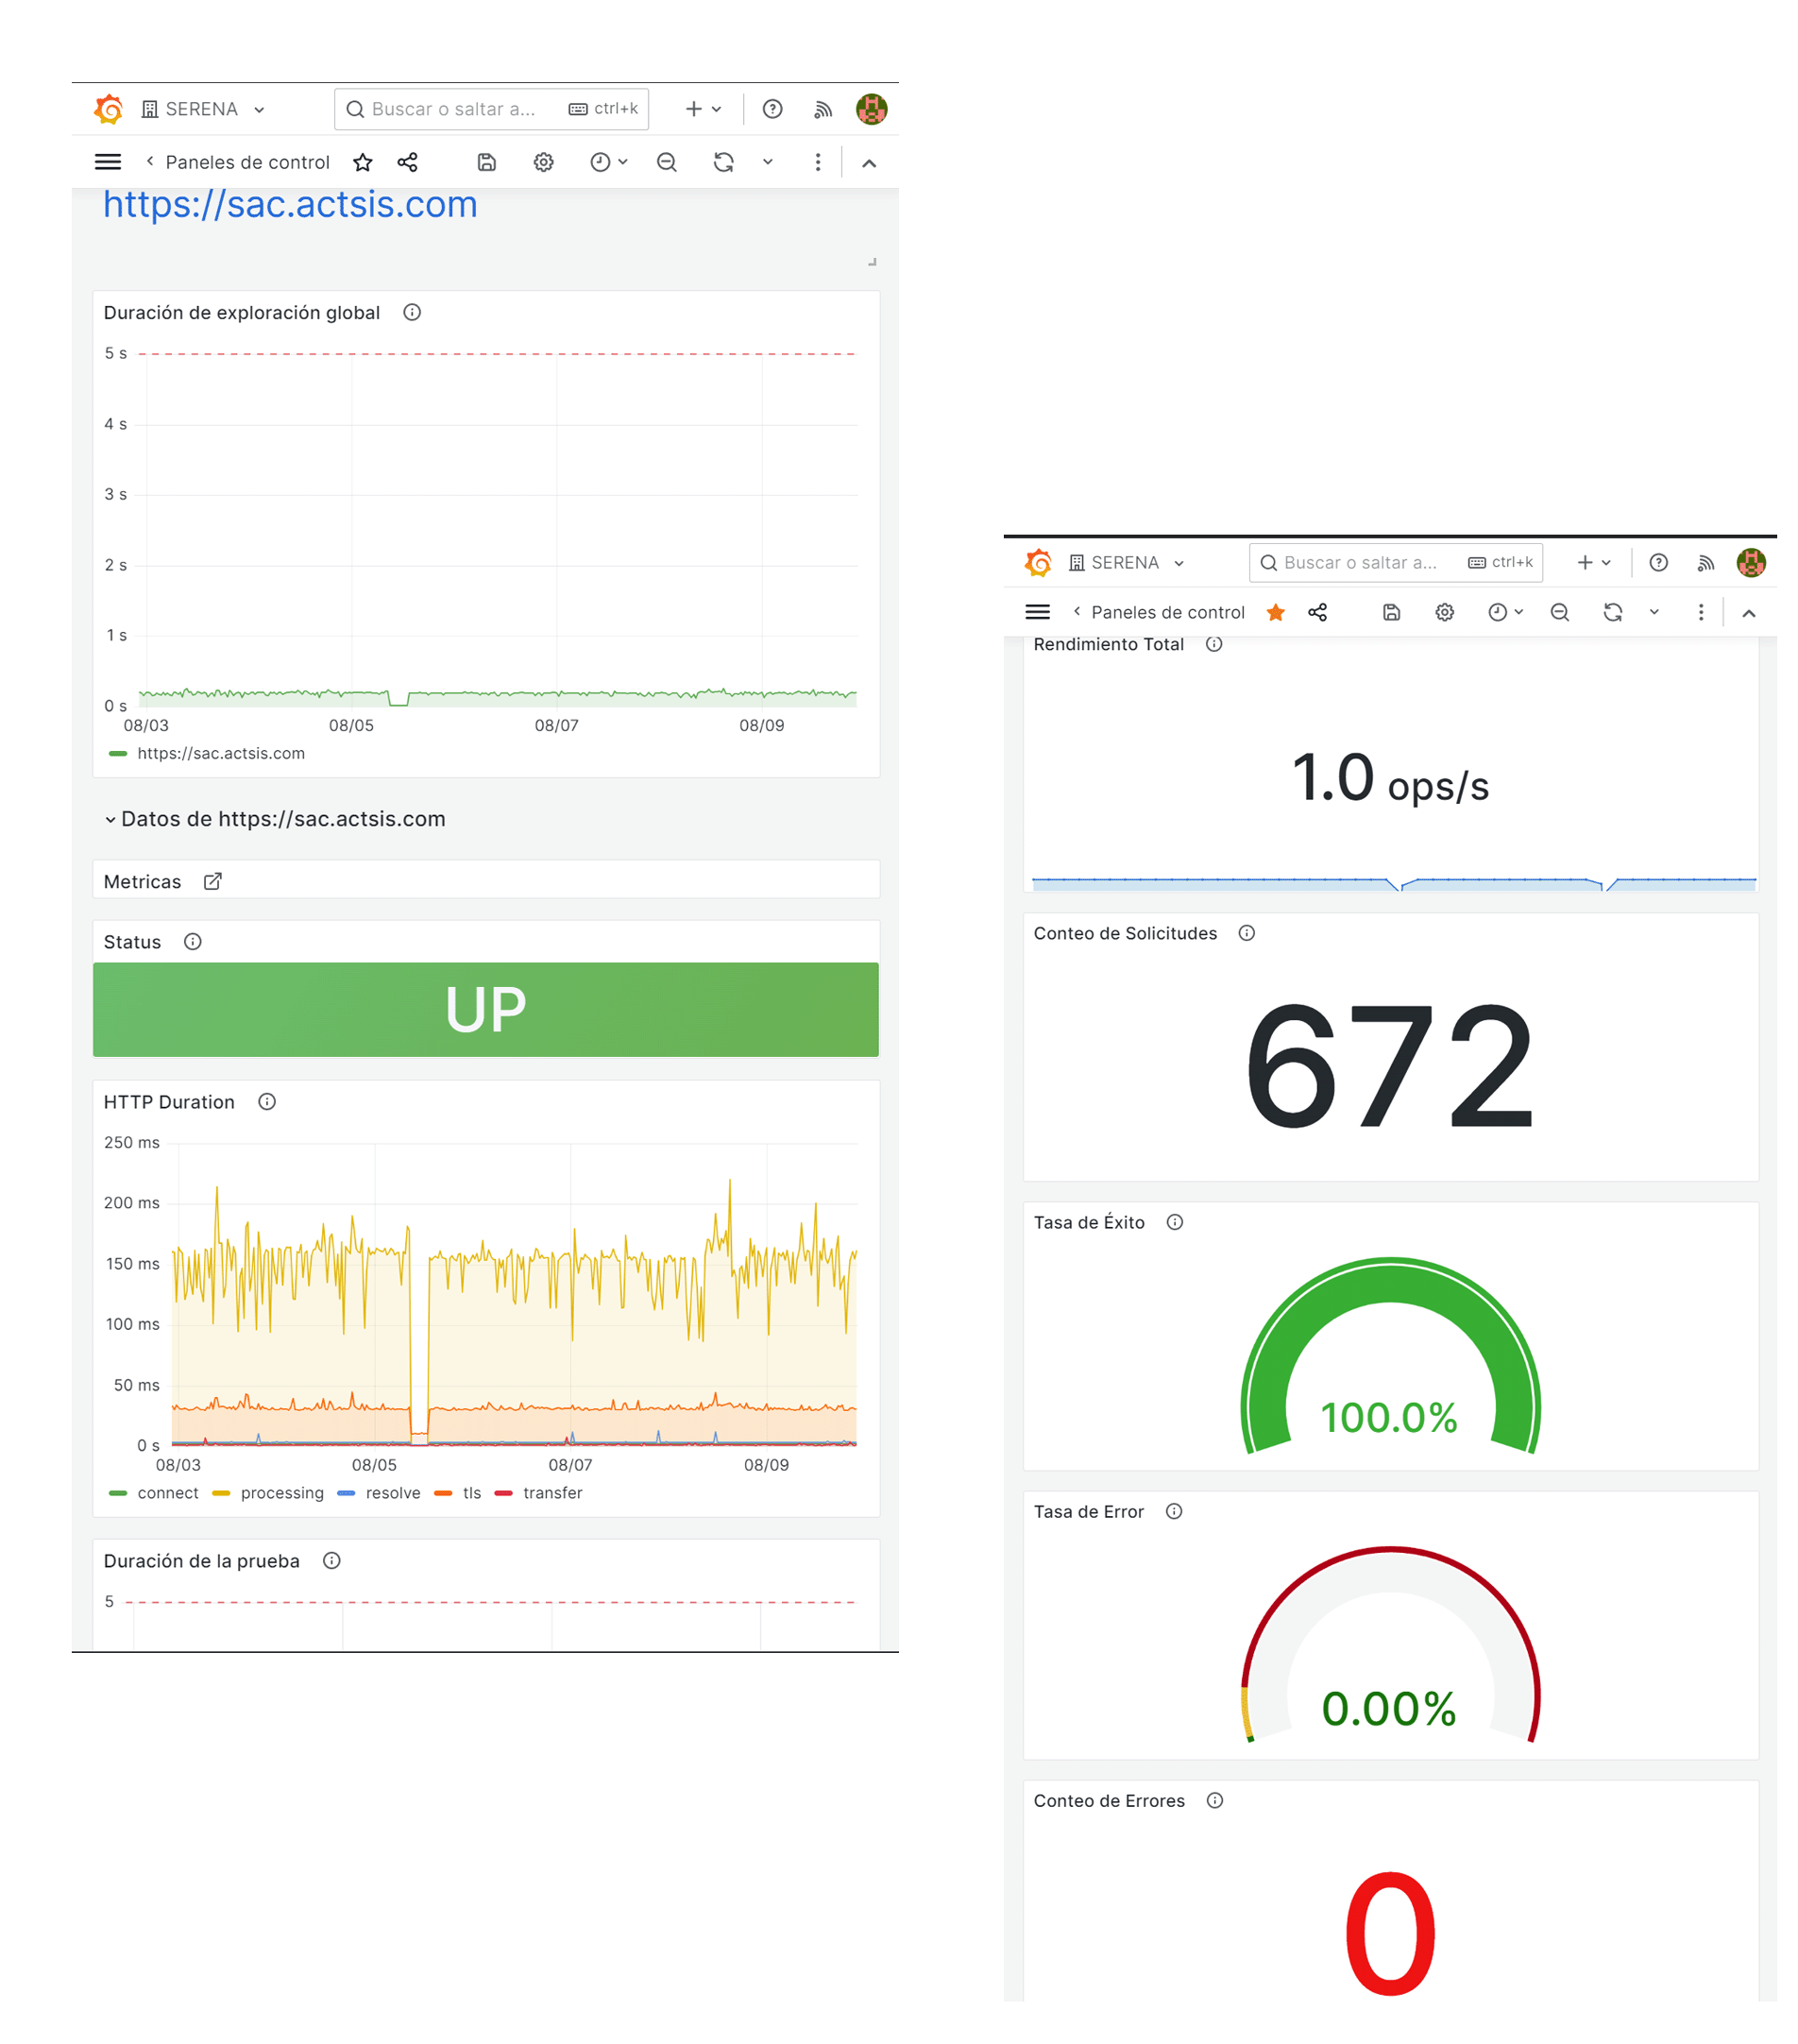 SERENA
Buscar o saltar a...
ctrl+k
Paneles de control
https://sac.actsis.com
Duración de exploración global
5 s
4 s
3 s
2 s
1 s
0 s
08/03 08/05 08/07 08/09
https://sac.actsis.com
Datos de https://sac.actsis.com
Metricas
Status
UP
HTTP Duration
250 ms
200 ms
150 ms
100 ms
50 ms
0 s
08/03 08/05 08/07 08/09
connect processing resolve tls transfer
Duración de la prueba
5
SERENA
Buscar o saltar a...
ctrl+k
Paneles de control
Rendimiento Total
1.0 ops/s
Conteo de Solicitudes
672
Tasa de Éxito
100.0%
Tasa de Error
0.00%
Conteo de Errores
0